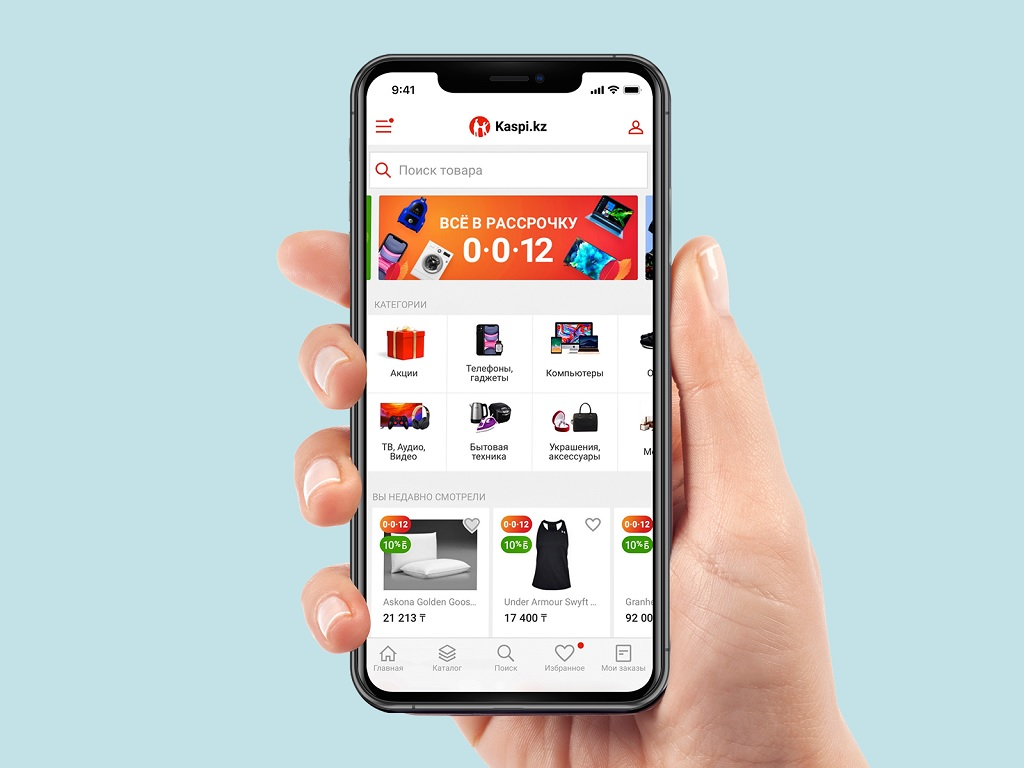 9:41
Kaspi.kz
Поиск товара
ВСЁ В РАССРОЧКУ
0·0·12
КАТЕГОРИИ
Акции
Телефоны,
гаджеты
Компьютеры
ТВ, Аудио,
Видео
Бытовая
техника
Украшения,
аксессуары
ВЫ НЕДАВНО СМОТРЕЛИ
0·0·12
10% Б
0·0·12
10% Б
0·0·12
10% Б
Askona Golden Goos...
21 213 ₸
Under Armour Swyft ...
17 400 ₸
Granhe
92 00
Главная
Каталог
Поиск
Избранное
Мои заказы